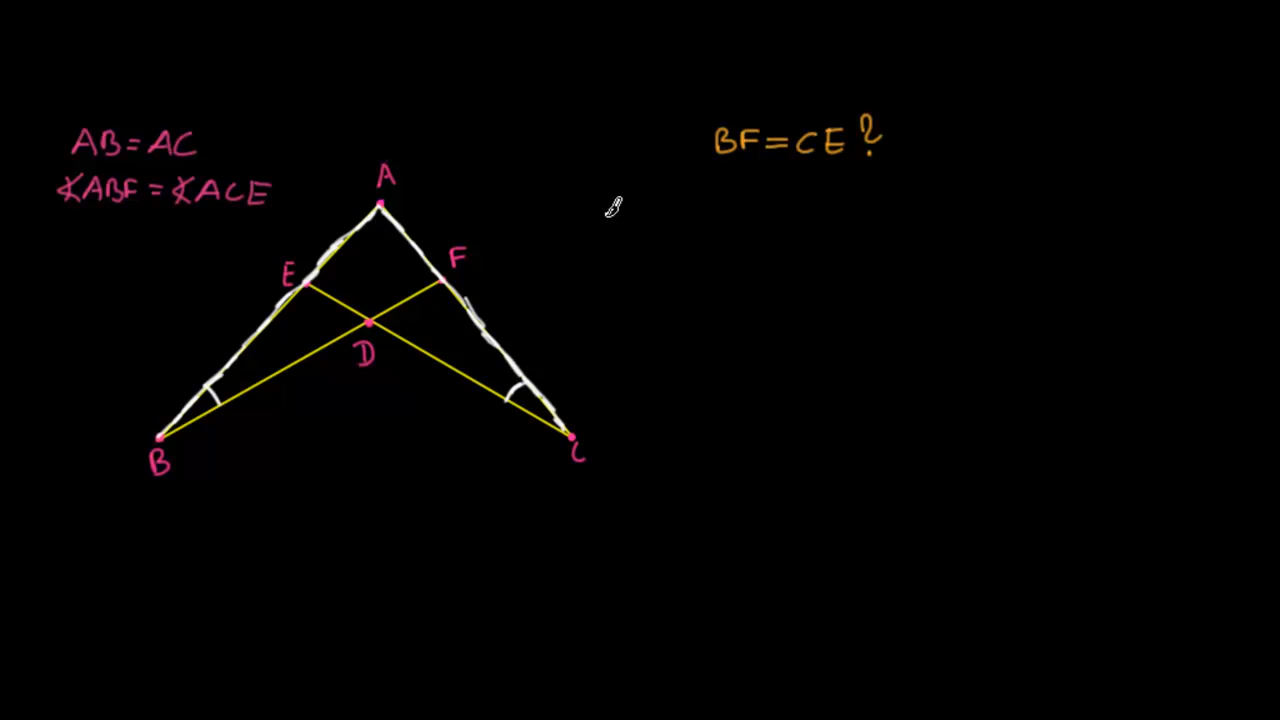 AB=AC
∢ABF = ∢ACE
BF=CE?
A
E
F
D
B
C